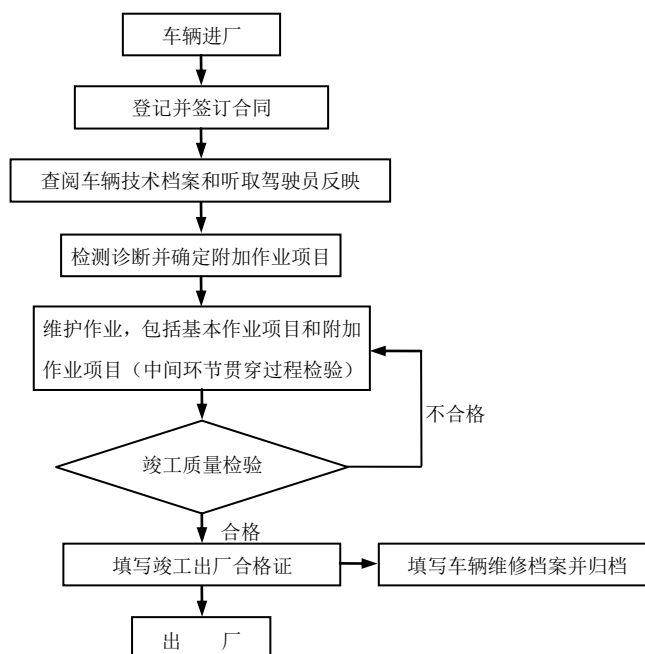 车辆进厂
登记并签订合同
查阅车辆技术档案和听取驾驶员反映
检测诊断并确定附加作业项目
维护作业，包括基本作业项目和附加
作业项目（中间环节贯穿过程检验）
不合格
竣工质量检验
合格
填写竣工出厂合格证
填写车辆维修档案并归档
出 厂